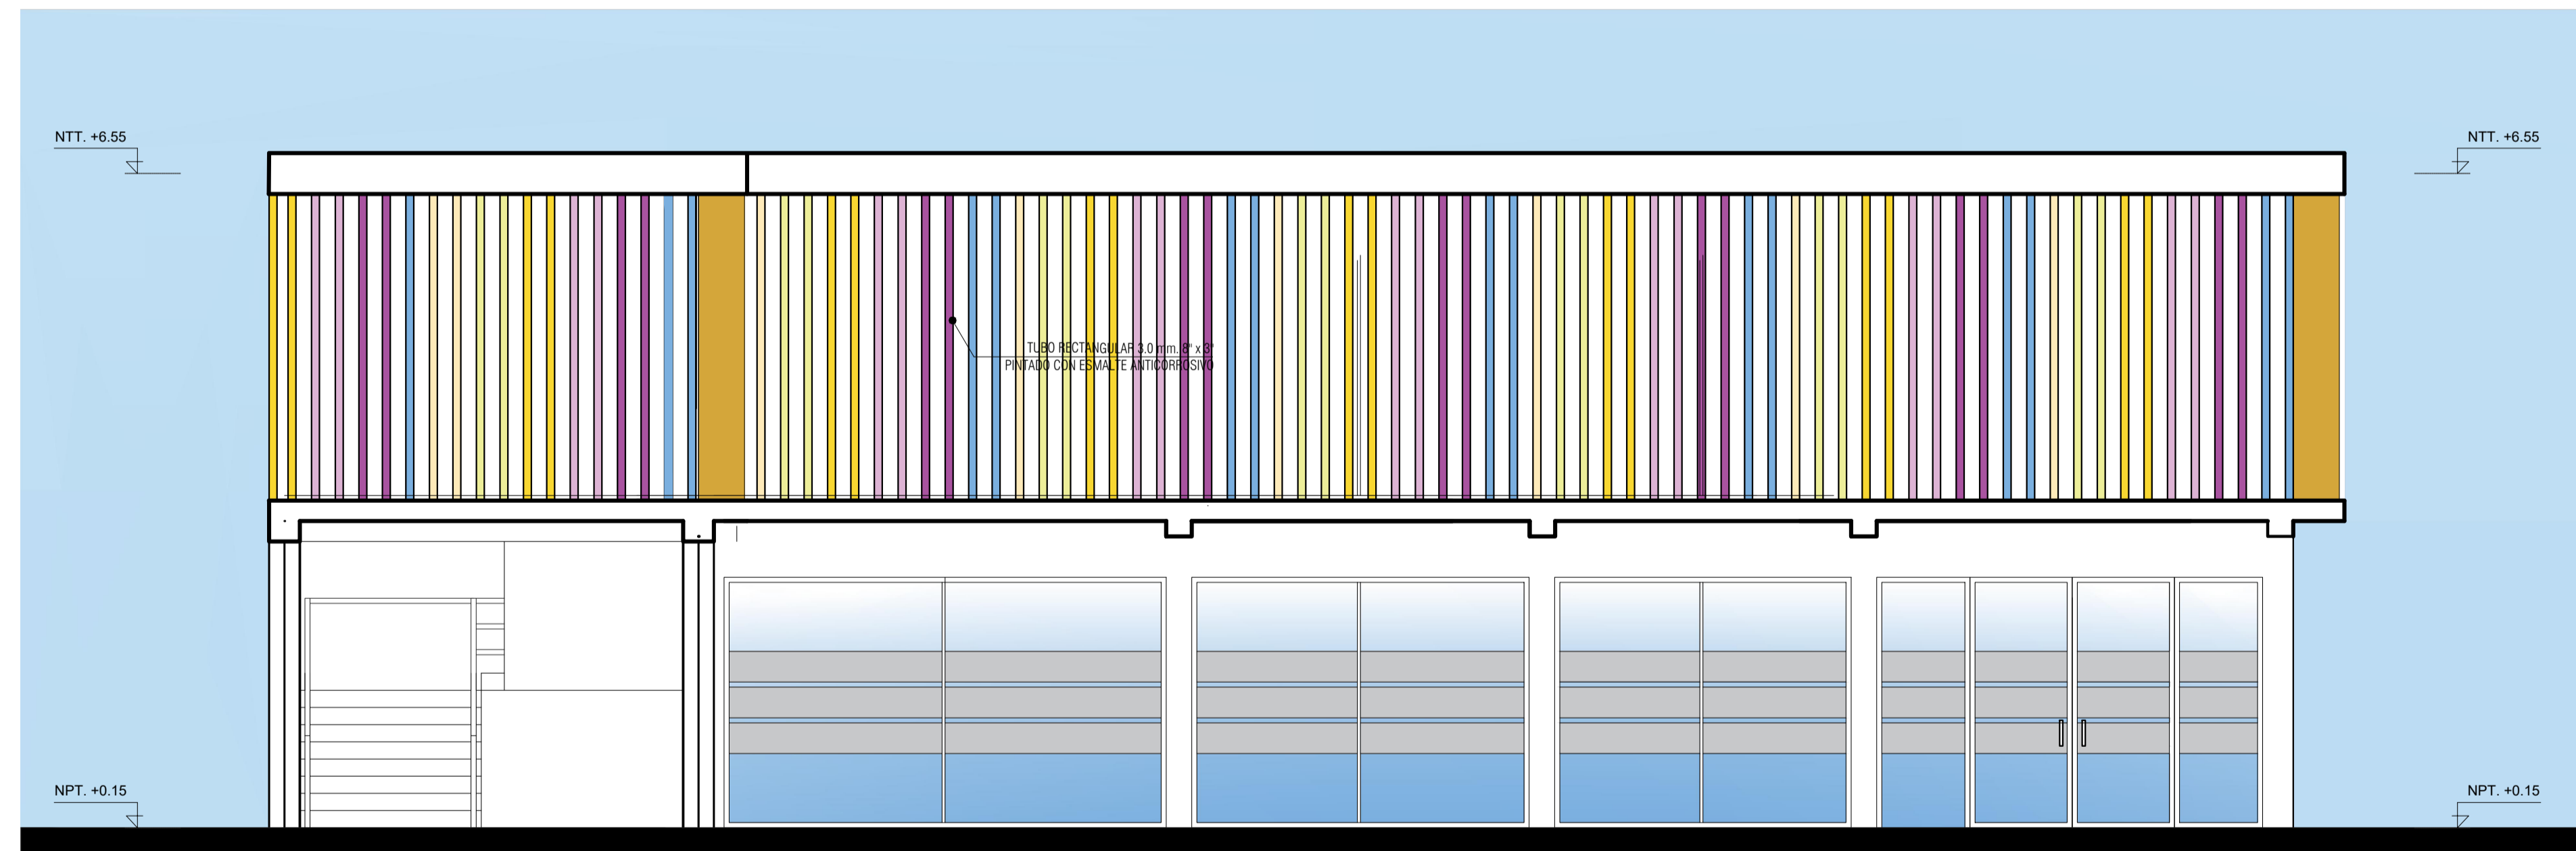 NTT. +6.55
NTT. +6.55
TUBO RECTANGULAR 3.0 mm. 8" x 3"
PINTADO CON ESMALTE ANTICORROSIVO
NPT. +0.15
NPT. +0.15